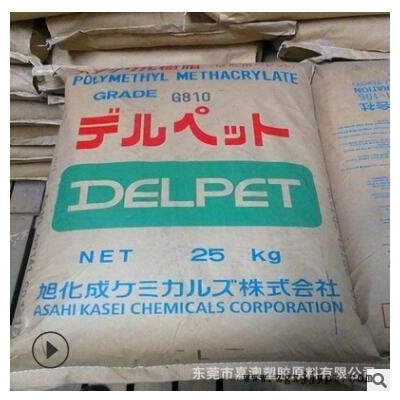 POLYMETHYL METHACRYLATE
GRADE G810
デルペット
DELPET
NET 25 kg
旭化成ケミカルズ株式会社
ASAHI KASEI CHEMICALS CORPORATION
东莞市嘉澳塑胶原料有限公司